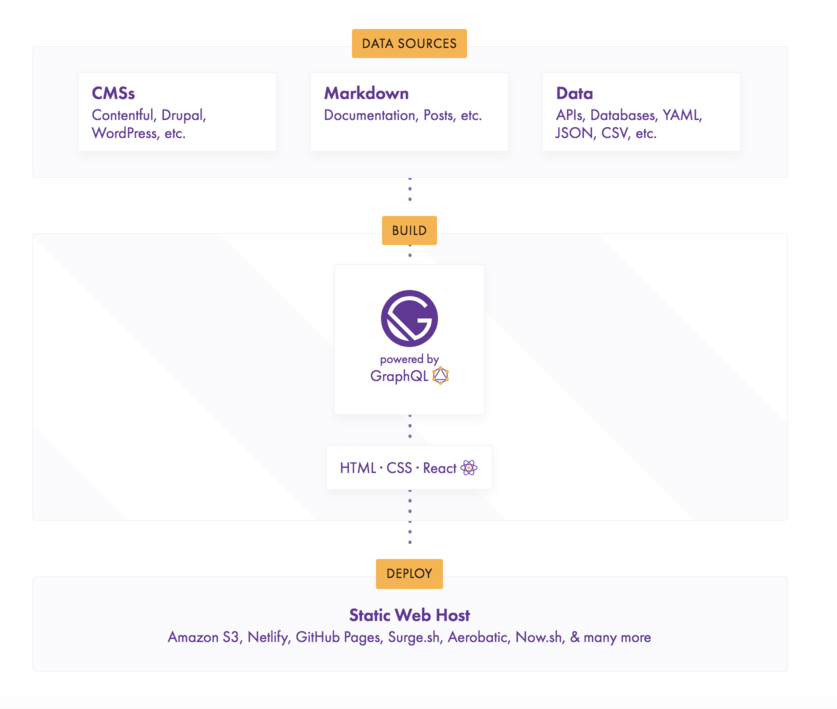 DATA SOURCES
CMSs
Contentful, Drupal,
WordPress, etc.
Markdown
Documentation, Posts, etc.
Data
APIs, Databases, YAML,
JSON, CSV, etc.
BUILD
powered by
GraphQL
HTML · CSS · React
DEPLOY
Static Web Host
Amazon S3, Netlify, GitHub Pages, Surge.sh, Aerobatic, Now.sh, & many more